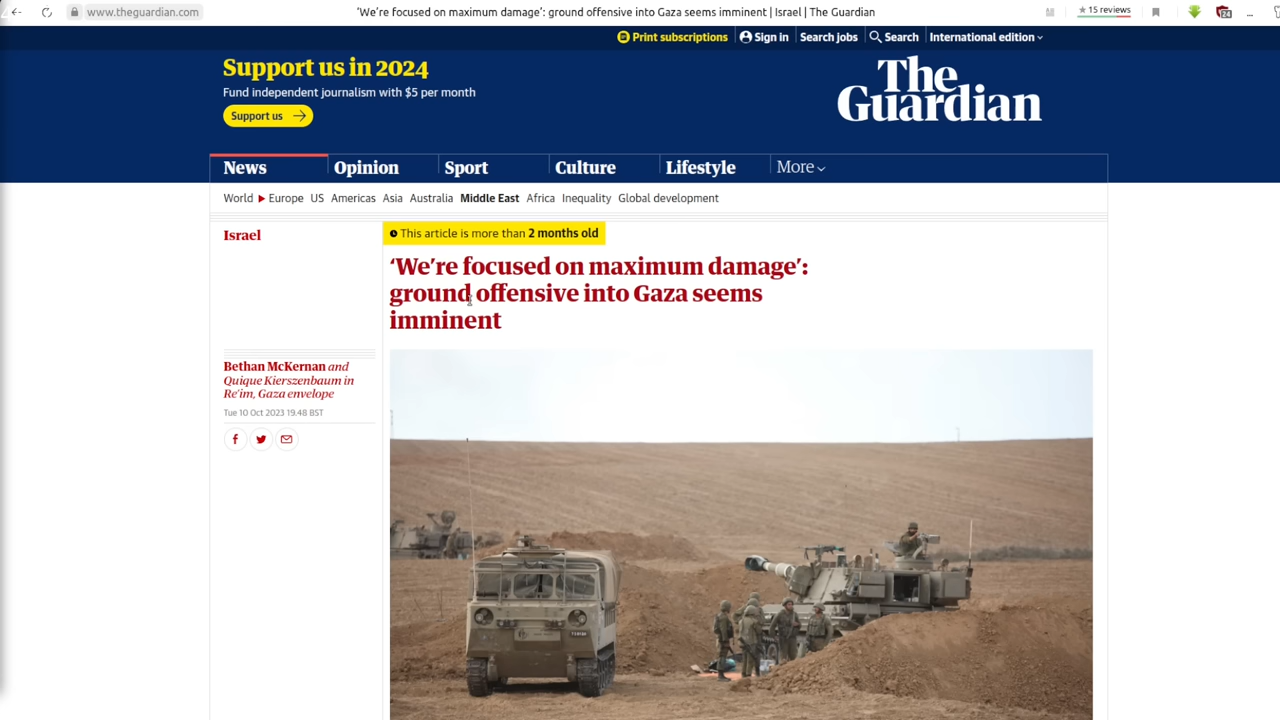 www.theguardian.com
‘We’re focused on maximum damage’: ground offensive into Gaza seems imminent | Israel | The Guardian
★ 15 reviews
24
...
Print subscriptions
Sign in
Search jobs
Search
International edition
Support us in 2024
Fund independent journalism with $5 per month
Support us
The
Guardian
News
Opinion
Sport
Culture
Lifestyle
More
World
Europe
US
Americas
Asia
Australia
Middle East
Africa
Inequality
Global development
Israel
This article is more than 2 months old
‘We’re focused on maximum damage’:
ground offensive into Gaza seems
imminent
Bethan McKernan and
Quique Kierszenbaum in
Re’im, Gaza envelope
Tue 10 Oct 2023 19.48 BST